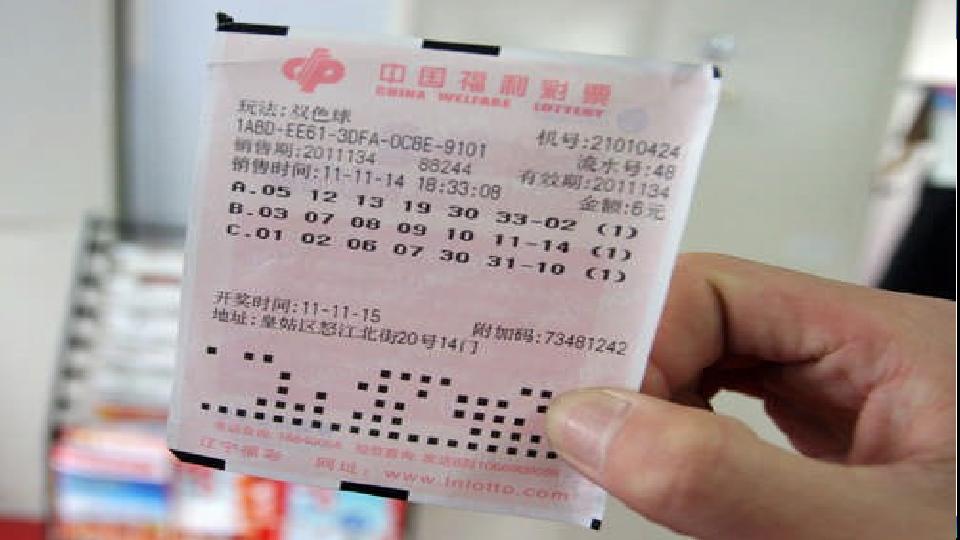 中国福利彩票
CHINA WELFARE LOTTERY
玩法:双色球
1ABD-EE61-3DFA-0C8E-9101 机号:21010424
销售期:2011134 88244 流水号:48
销售时间:11-11-14 18:33:08 有效期:2011134
金额:6元
A.05 12 13 19 30 33-02 (1)
B.03 07 08 09 10 11-14 (1)
C.01 02 06 07 30 31-10 (1)
开奖时间:11-11-15 附加码:73481242
地址:皇姑区怒江北街20号14门
辽宁福彩 网址: www.lnlotto.com